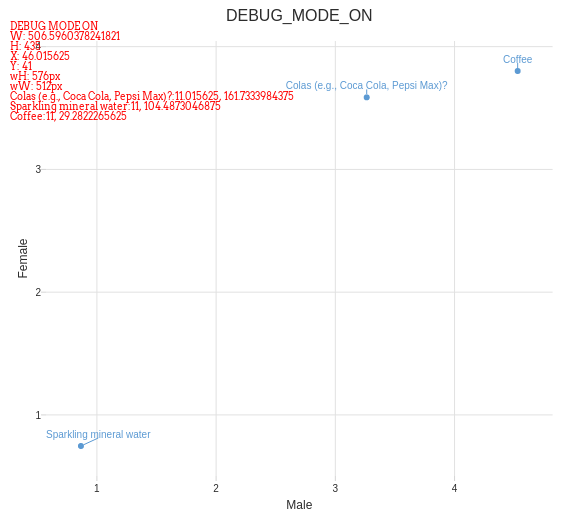 DEBUG_MODE_ON
DEBUG MODE ON
W: 506.5960378241821
H:
4
X: 46.015625
Y: 41
wH: 576px
wW: 512px
Colas (e.g., Coca Cola, Pepsi Max)?:11.015625, 161.7333984375
Sparkling mineral water:11, 104.4873046875
Coffee:11, 29.2822265625
Coffee
Colas (e.g., Coca Cola, Pepsi Max)?
3
Female
2
1
Sparkling mineral water
1 2 3 4
Male